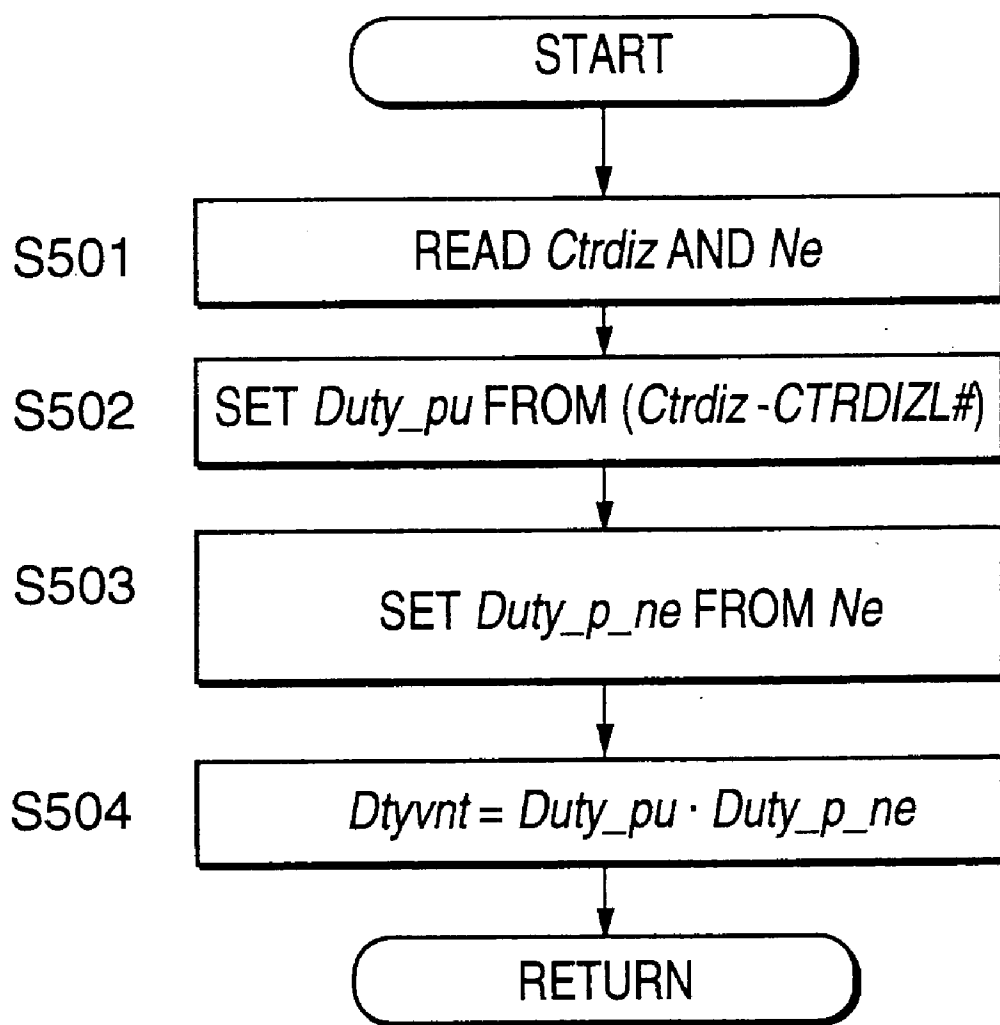 START
S501
READ Ctrdiz AND Ne
S502
SET Duty_pu FROM (Ctrdiz -CTRDIZL#)
S503
SET Duty_p_ne FROM Ne
S504
Dtyvnt = Duty_pu · Duty_p_ne
RETURN